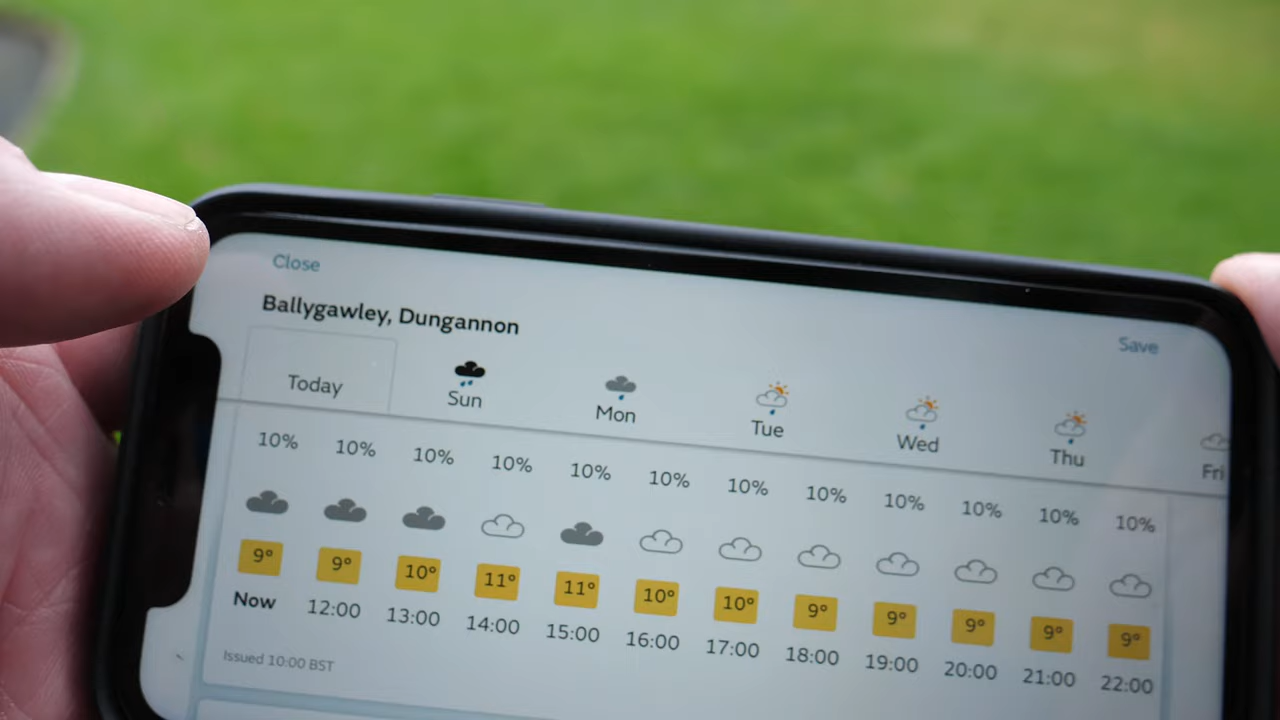 Close
Save
Ballygawley, Dungannon
Today Sun Mon Tue Wed Thu Fri
10% 10% 10% 10% 10% 10% 10% 10% 10% 10% 10% 10%
9° 9° 10° 11° 11° 10° 10° 9° 9° 9° 9° 9°
Now 12:00 13:00 14:00 15:00 16:00 17:00 18:00 19:00 20:00 21:00 22:00
Issued 10:00 BST